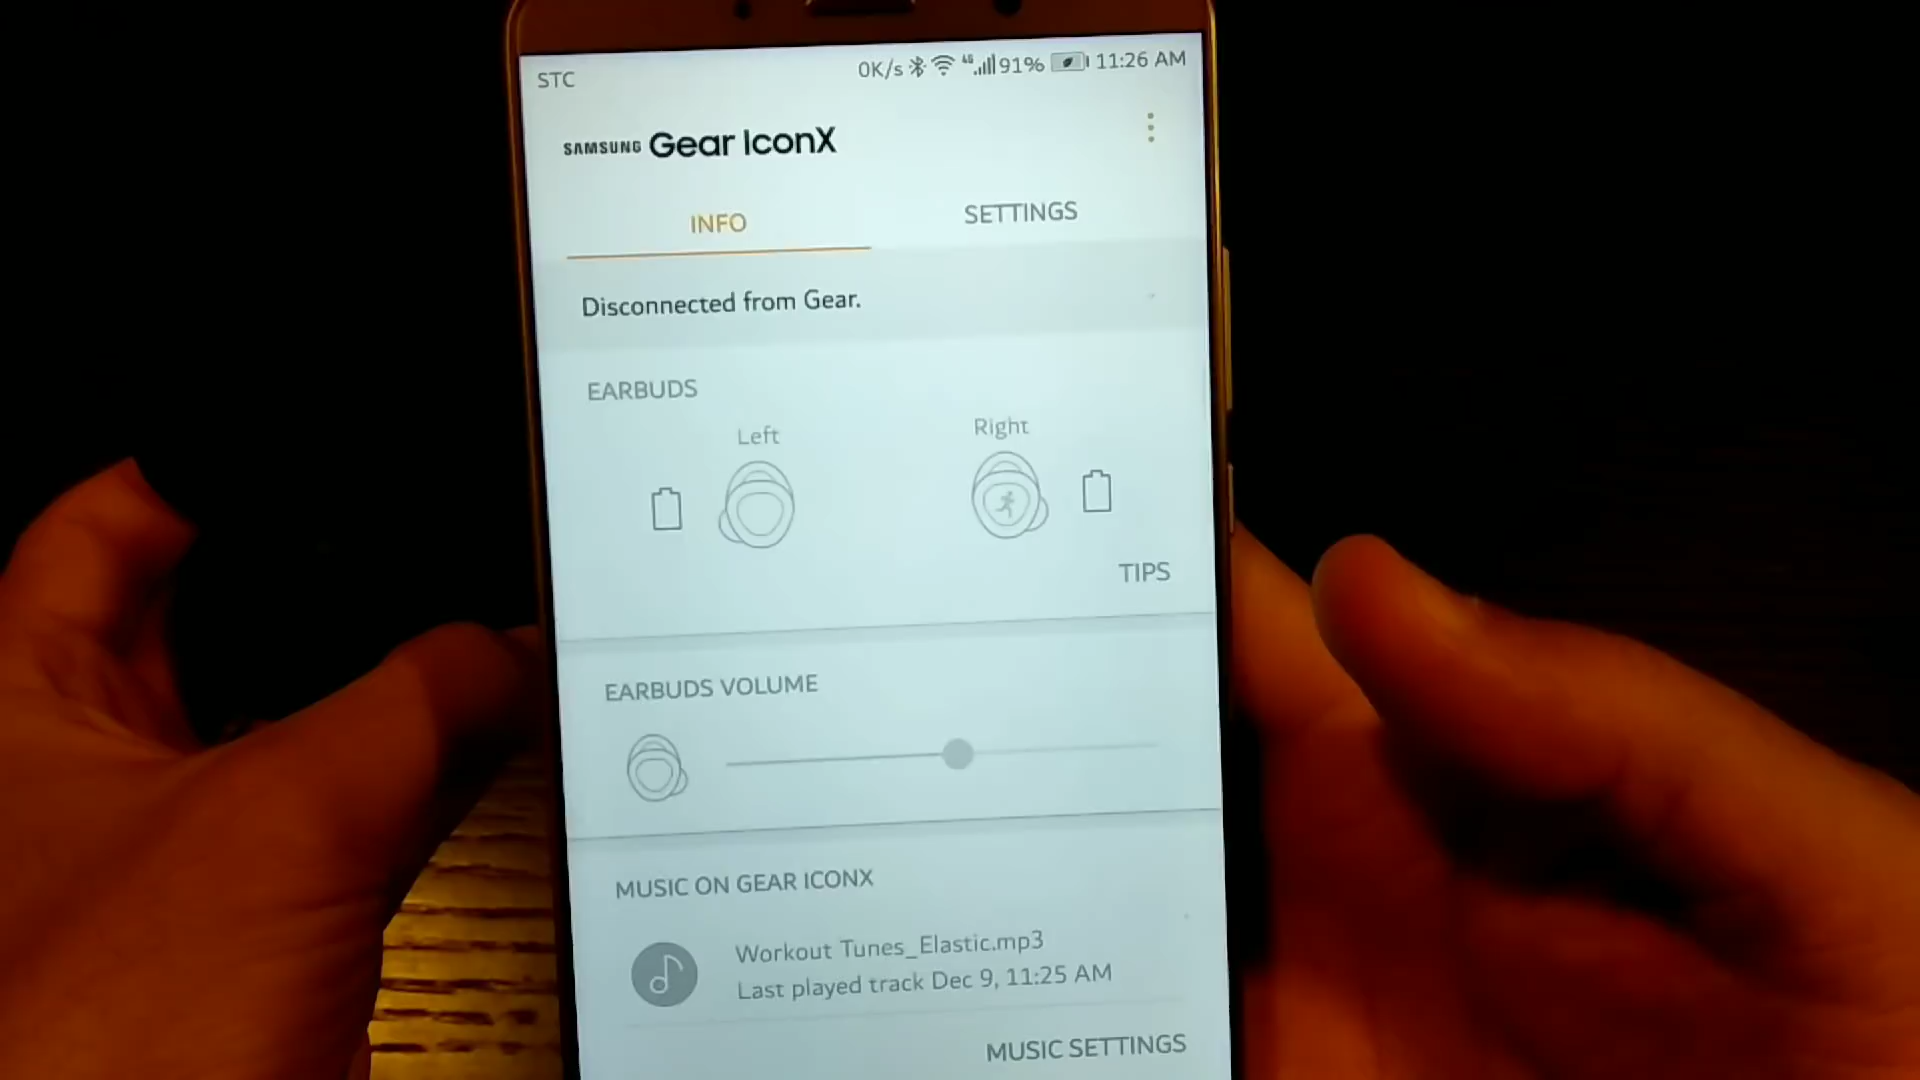 STC
0K/s 4G 91% 11:26 AM
SAMSUNG Gear IconX
INFO
SETTINGS
Disconnected from Gear.
EARBUDS
Left
Right
TIPS
EARBUDS VOLUME
MUSIC ON GEAR ICONX
Workout Tunes_Elastic.mp3
Last played track Dec 9, 11:25 AM
MUSIC SETTINGS